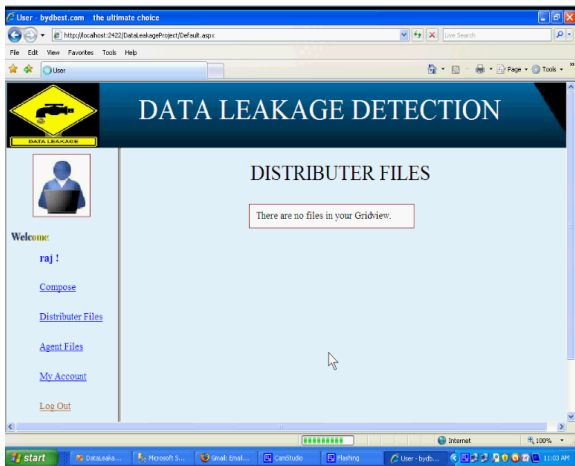 User - bydbest.com the ultimate choice
http://localhost:2422/DataLeakageProject/Default.aspx
Live Search
File Edit View Favorites Tools Help
User
Page Tools
DATA LEAKAGE
DATA LEAKAGE DETECTION
DISTRIBUTER FILES
There are no files in your Gridview.
Welcome:
raj !
Compose
Distributer Files
Agent Files
My Account
Log Out
Internet
100%
start
DataLeaka...
Microsoft S...
Gmail: Email...
Camstudio
Flashing
User - bydb...
11:03 AM